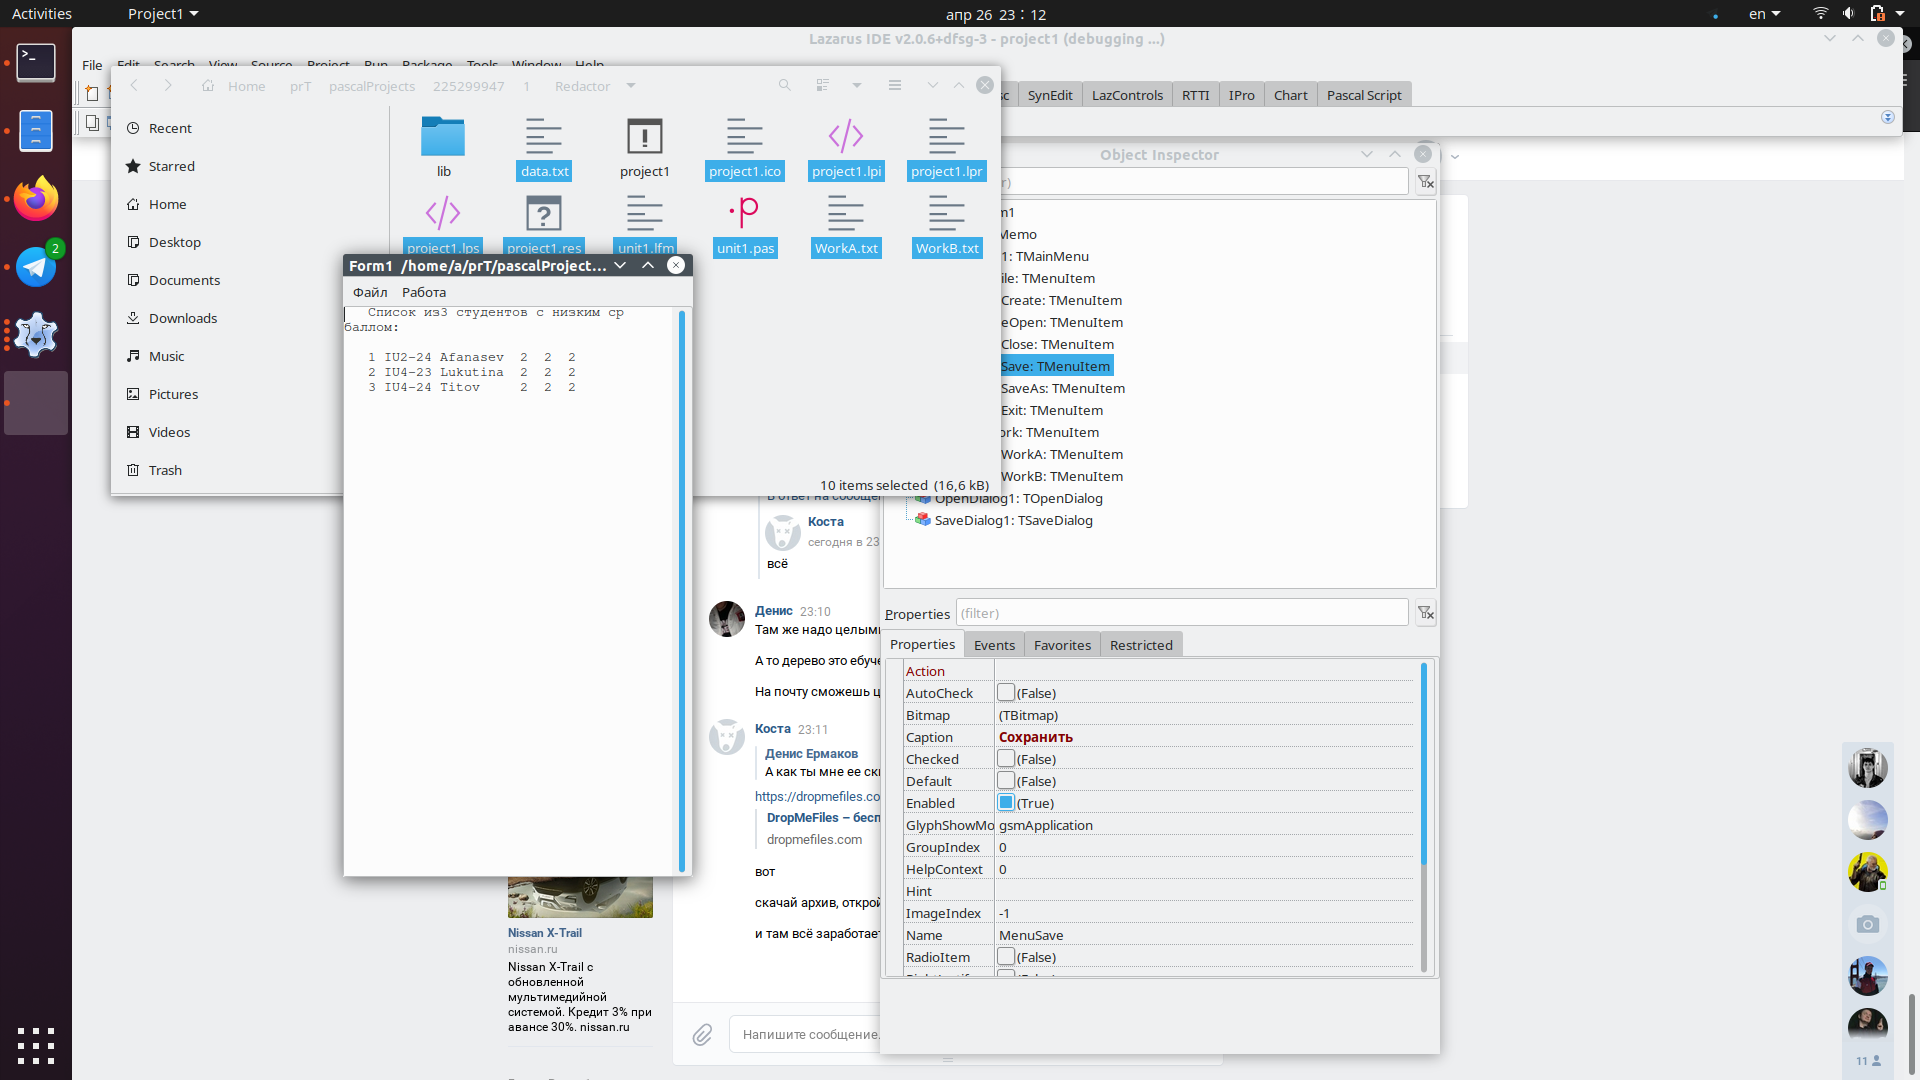 Activities
Project1
апр 26 23:12
en
Lazarus IDE v2.0.6+dfsg-3 - project1 (debugging ...)
File Edit Search View Source Project Run Package Tools Window Help
SynEdit LazControls RTTI IPro Chart Pascal Script
Home prT pascalProjects 225299947 1 Redactor
Recent
Starred
Home
Desktop
Documents
Downloads
Music
Pictures
Videos
Trash
lib data.txt project1 project1.ico project1.lpi project1.lpr
project1.lps project1.res unit1.lfm unit1.pas WorkA.txt WorkB.txt
10 items selected (16,6 kB)
Form1 /home/a/prT/pascalProject...
Файл Работа
Список из3 студентов с низким ср
баллом:
1 IU2-24 Afanasev 2 2 2
2 IU4-23 Lukutina 2 2 2
3 IU4-24 Titov 2 2 2
Object Inspector
m1
Memo
1: TMainMenu
ile: TMenuItem
Create: TMenuItem
eOpen: TMenuItem
Close: TMenuItem
Save: TMenuItem
SaveAs: TMenuItem
Exit: TMenuItem
ork: TMenuItem
WorkA: TMenuItem
WorkB: TMenuItem
OpenDialog1: TOpenDialog
SaveDialog1: TSaveDialog
Properties (filter)
Properties Events Favorites Restricted
Action
AutoCheck (False)
Bitmap (TBitmap)
Caption Сохранить
Checked (False)
Default (False)
Enabled (True)
GlyphShowMo gsmApplication
GroupIndex 0
HelpContext 0
Hint
ImageIndex -1
Name MenuSave
RadioItem (False)
В ответ на сообще
Коста
сегодня в 23
всё
Денис 23:10
Там же надо целым
А то дерево это ебуче
На почту сможешь ц
Коста 23:11
Денис Ермаков
А как ты мне ее ск
https://dropmefiles.co
DropMeFiles – бесп
dropmefiles.com
вот
скачай архив, открой
и там всё заработает
Напишите сообщение
Nissan X-Trail
nissan.ru
Nissan X-Trail с
обновленной
мультимедийной
системой. Кредит 3% при
авансе 30%. nissan.ru
2
11